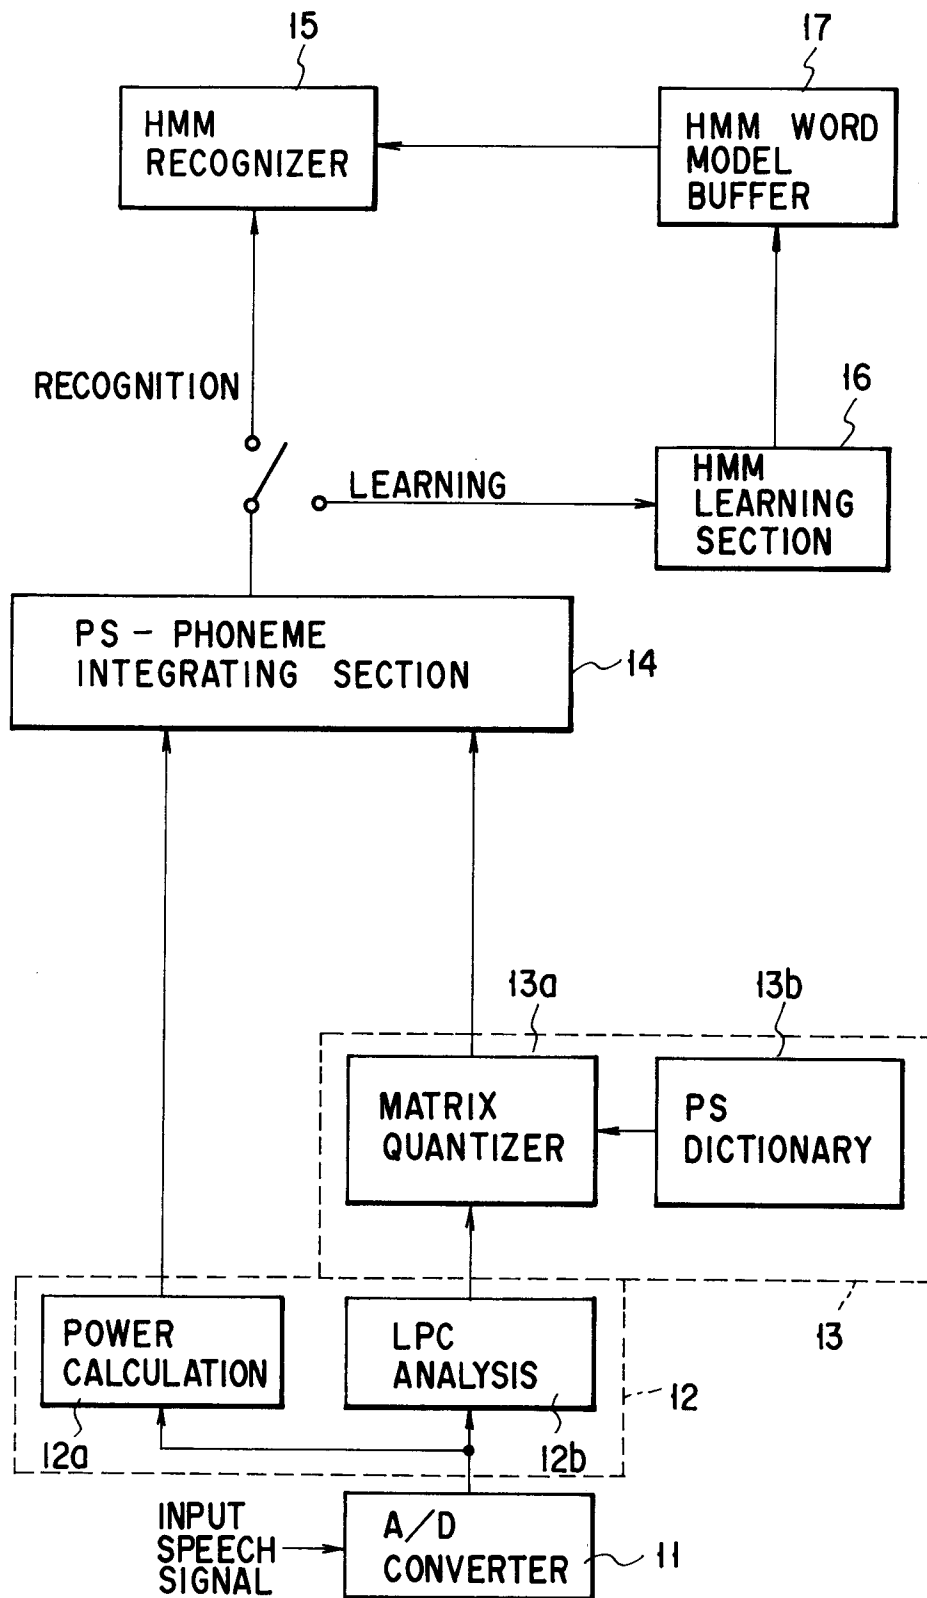 15
17
HMM
RECOGNIZER
HMM WORD
MODEL
BUFFER
RECOGNITION
16
LEARNING
HMM
LEARNING
SECTION
PS - PHONEME
INTEGRATING SECTION
14
13a
13b
MATRIX
QUANTIZER
PS
DICTIONARY
13
POWER
CALCULATION
LPC
ANALYSIS
12
12a
12b
INPUT
SPEECH
SIGNAL
A/D
CONVERTER
11